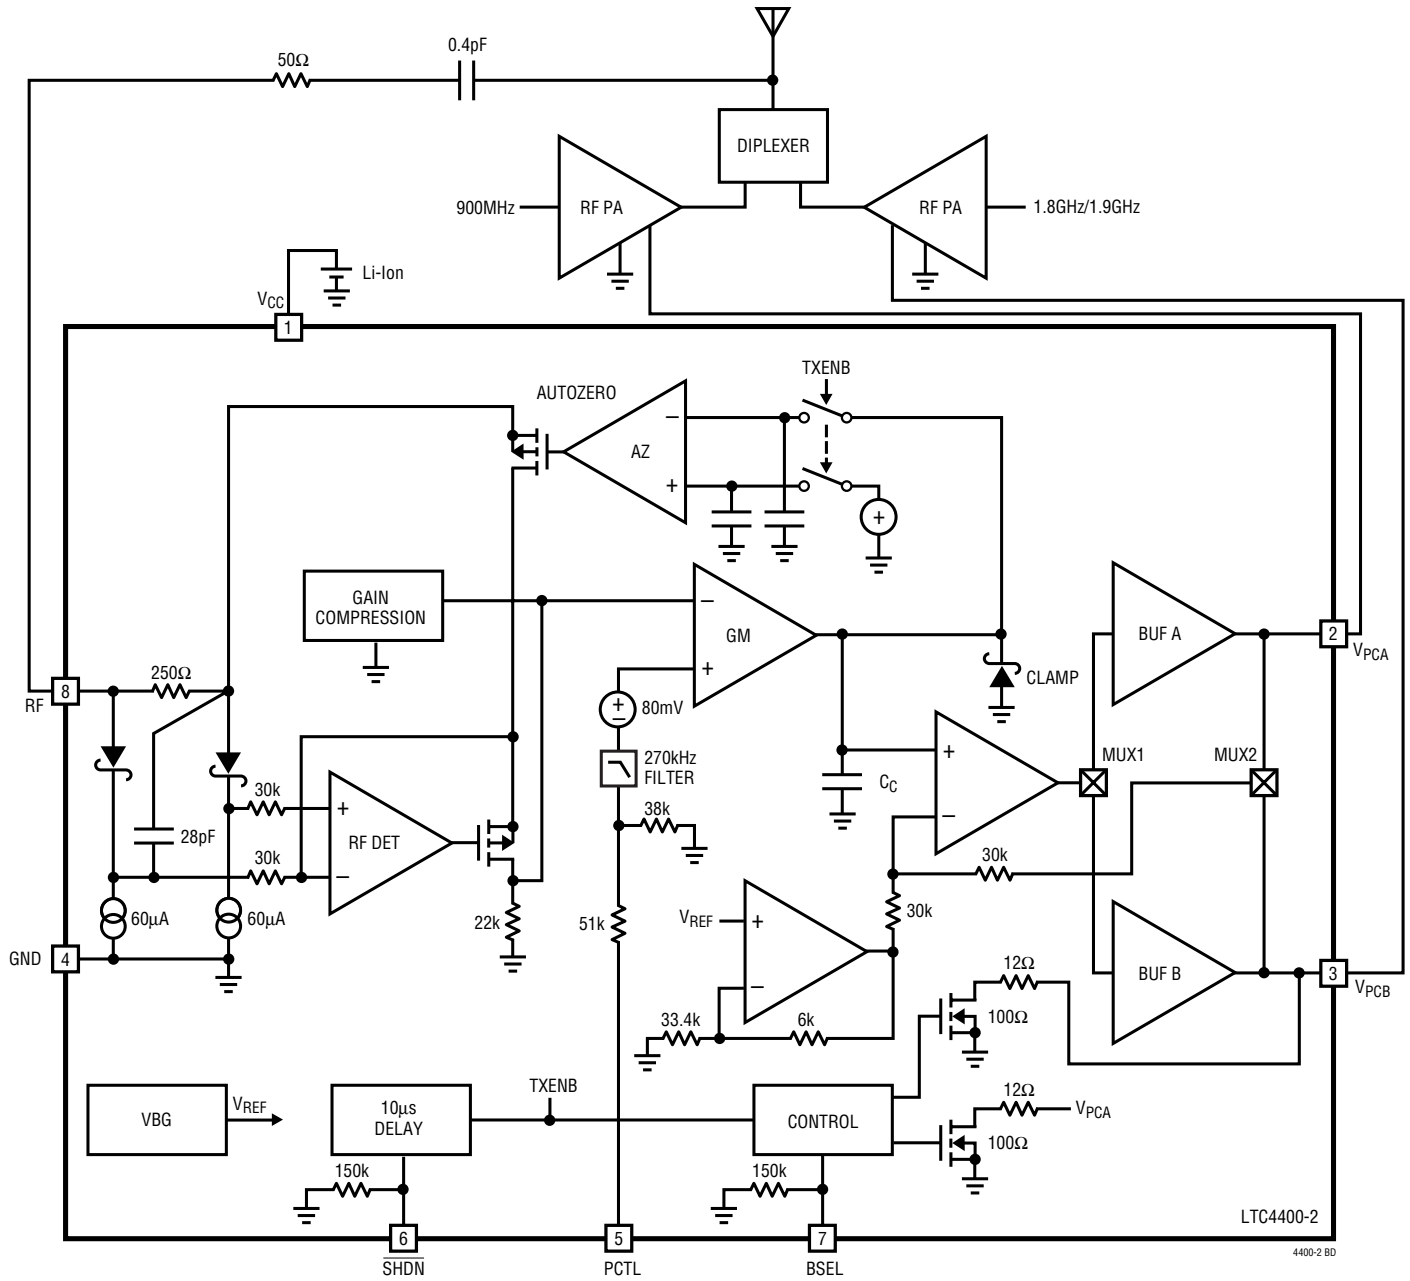 0.4pF
50Ω
DIPLEXER
900MHz
RF PA
RF PA
1.8GHz/1.9GHz
Li-Ion
VCC
1
TXENB
AUTOZERO
−
AZ
+
+
GAIN
COMPRESSION
−
GM
+
BUF A
2
VPCA
250Ω
8
RF
CLAMP
+
−
80mV
270kHz
FILTER
MUX1
MUX2
+
CC
−
30k
+
RF DET
−
28pF
30k
38k
30k
30k
60µA
60µA
22k
51k
VREF
+
−
GND
4
12Ω
BUF B
3
VPCB
100Ω
33.4k
6k
TXENB
12Ω
VPCA
VBG
VREF
10µs
DELAY
CONTROL
100Ω
150k
150k
LTC4400-2
6
5
7
SHDN
PCTL
BSEL
4400-2 BD